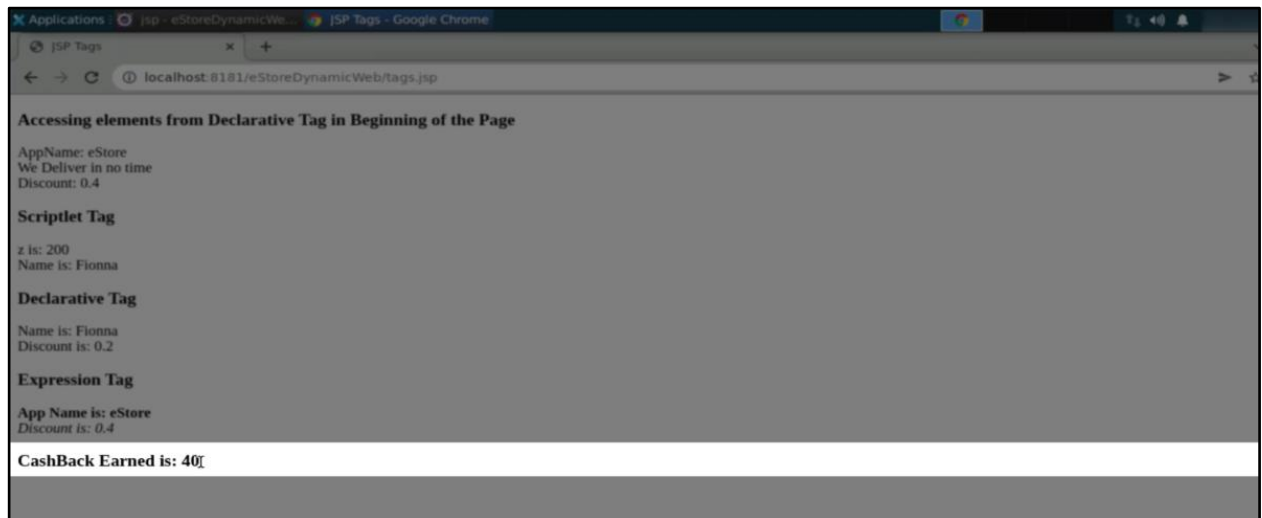 Applications
jsp - eStoreDynamicWe...
JSP Tags - Google Chrome
JSP Tags
localhost:8181/eStoreDynamicWeb/tags.jsp
Accessing elements from Declarative Tag in Beginning of the Page
AppName: eStore
We Deliver in no time
Discount: 0.4
Scriptlet Tag
z is: 200
Name is: Fionna
Declarative Tag
Name is: Fionna
Discount is: 0.2
Expression Tag
App Name is: eStore
Discount is: 0.4
CashBack Earned is: 40